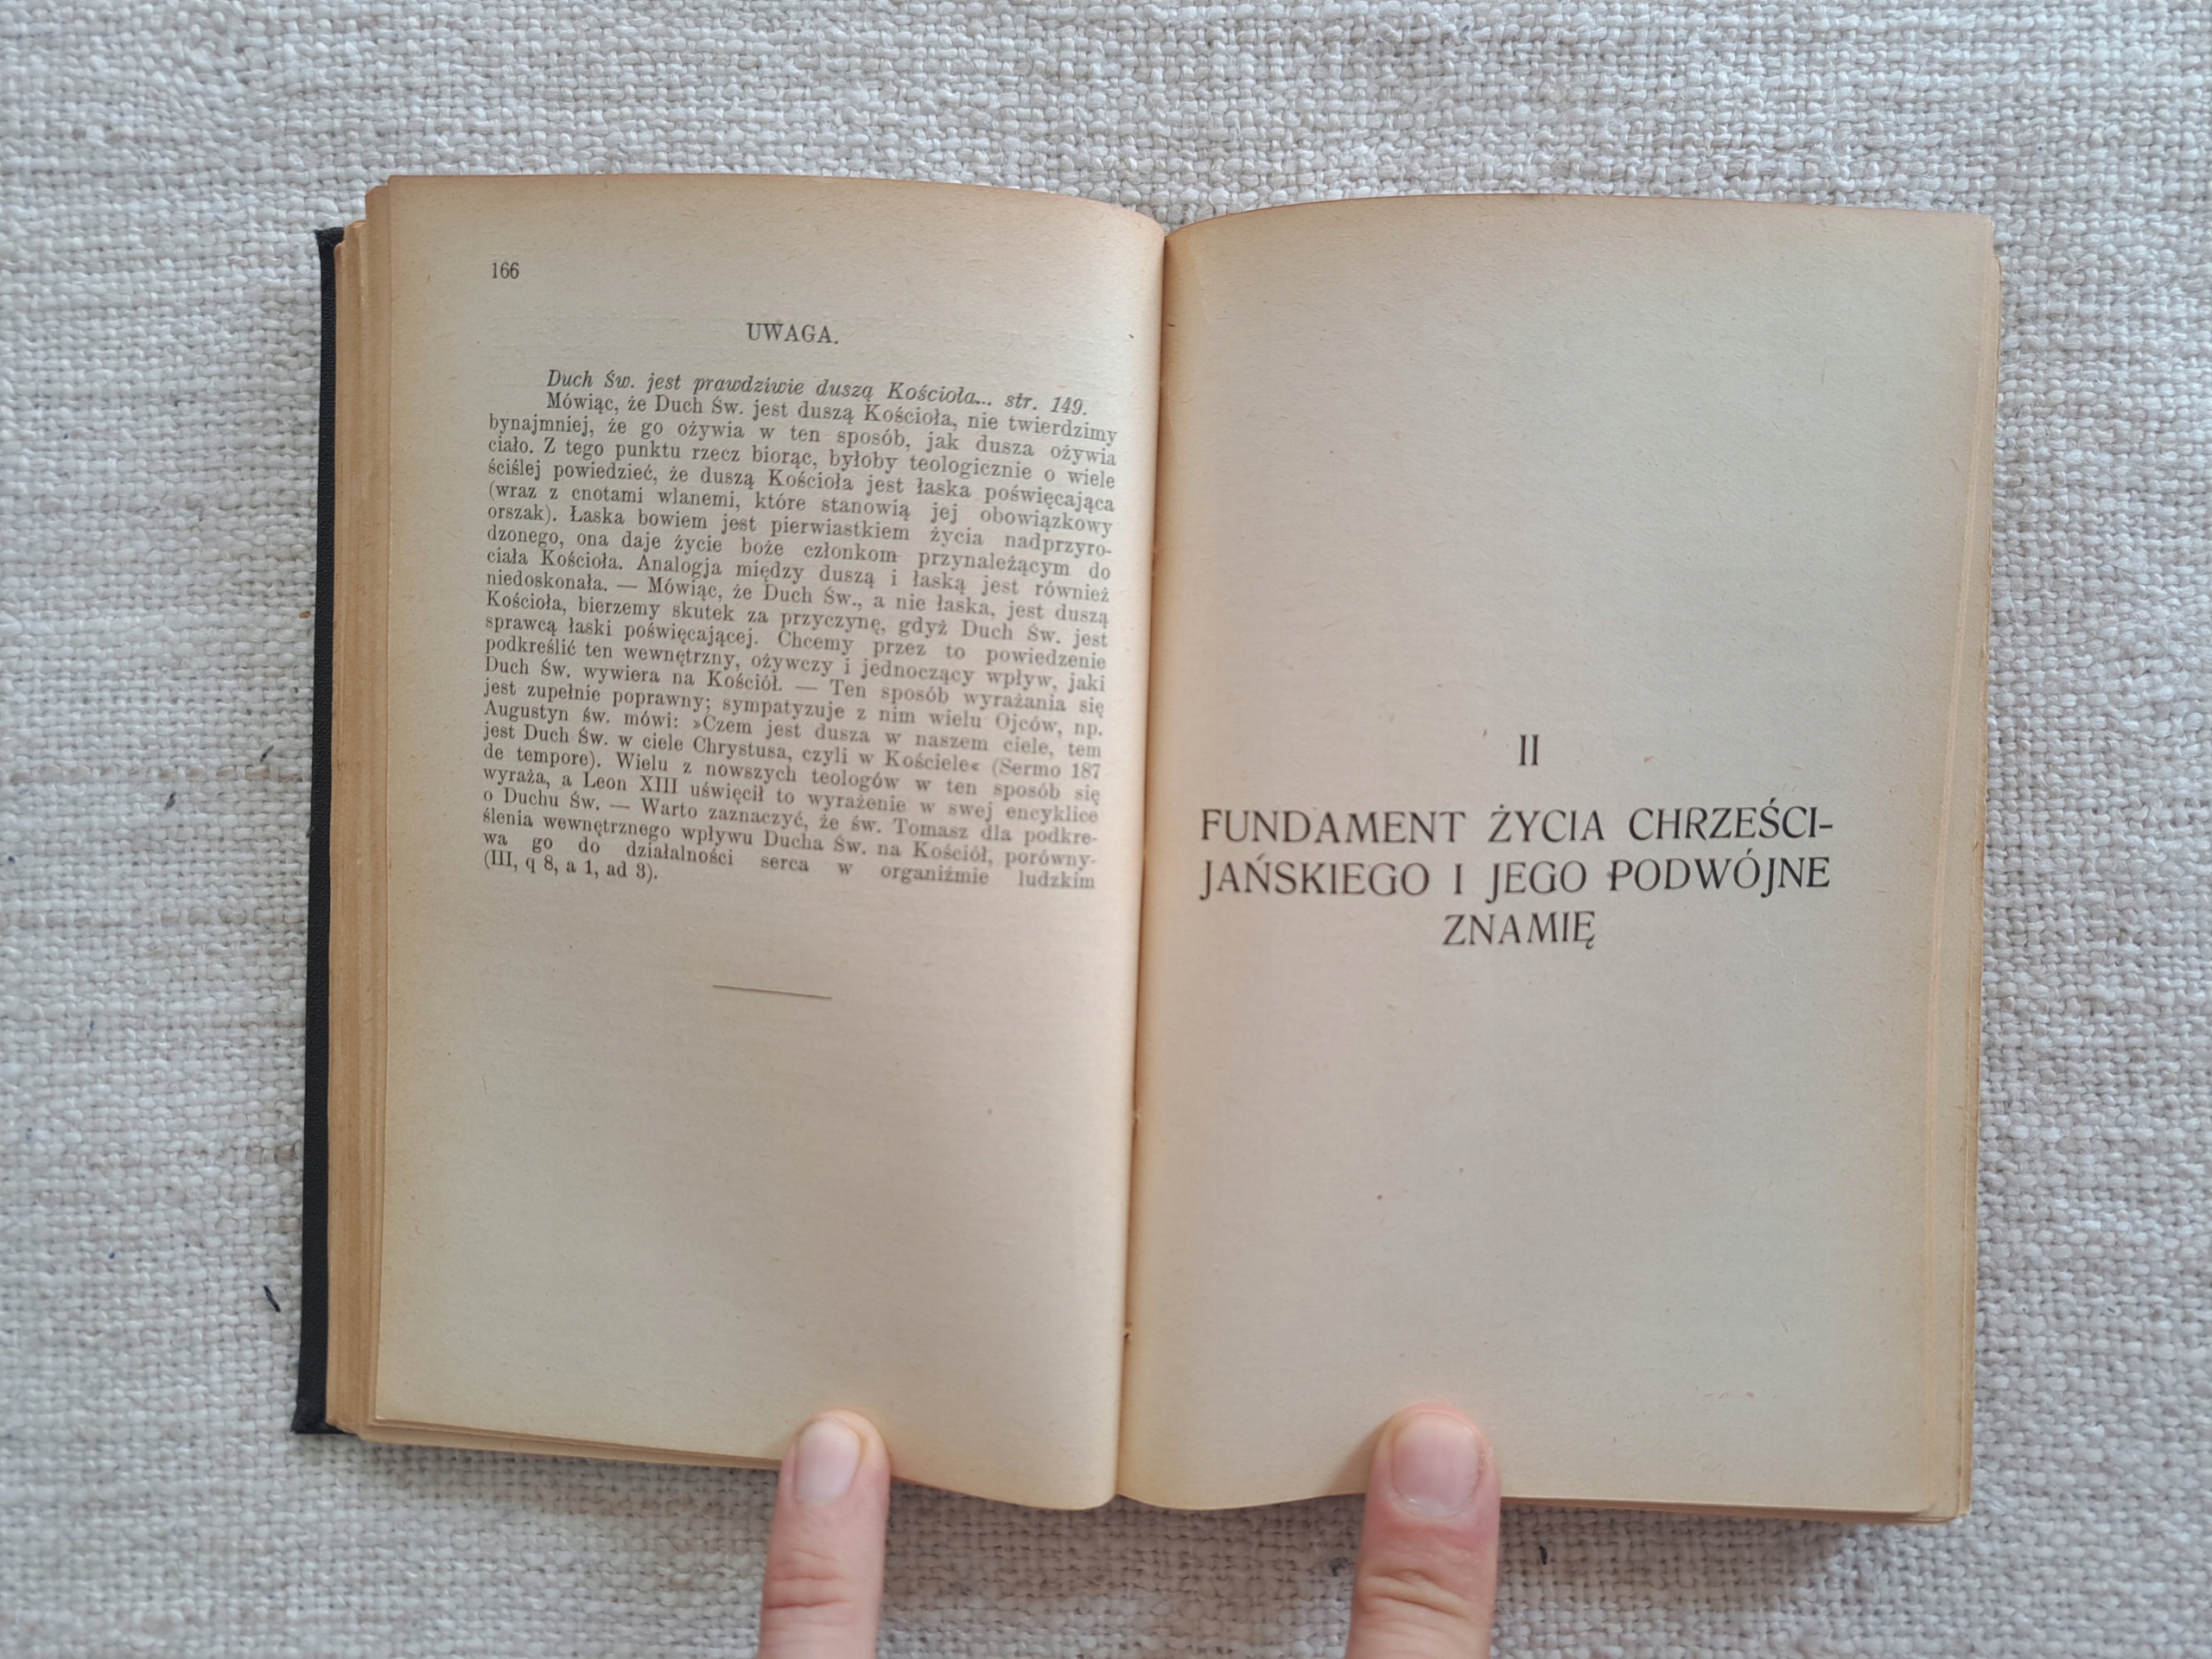 166
UWAGA.
Duch Św. jest prawdziwie duszą Kościoła... str. 149.
Mówiąc, że Duch Św. jest duszą Kościoła, nie twierdzimy
bynajmniej, że go ożywia w ten sposób, jak dusza ożywia
ciało. Z tego punktu rzecz biorąc, byłoby teologicznie o wiele
ściślej powiedzieć, że duszą Kościoła jest łaska poświęcająca
(wraz z cnotami wlanemi, które stanowią jej obowiązkowy
orszak). Łaska bowiem jest pierwiastkiem życia nadprzyro-
dzonego, ona daje życie boże członkom przynależącym do
ciała Kościoła. Analogja między duszą i łaską jest również
niedoskonała. — Mówiąc, że Duch Św., a nie łaska, jest duszą
Kościoła, bierzemy skutek za przyczynę, gdyż Duch Św. jest
sprawcą łaski poświęcającej. Chcemy przez to powiedzenie
podkreślić ten wewnętrzny, ożywczy i jednoczący wpływ, jaki
Duch Św. wywiera na Kościół. — Ten sposób wyrażania się
jest zupełnie poprawny; sympatyzuje z nim wielu Ojców, np.
Augustyn św. mówi: »Czem jest dusza w naszem ciele, tem
jest Duch Św. w ciele Chrystusa, czyli w Kościele« (Sermo 187
de tempore). Wielu z nowszych teologów w ten sposób się
wyraża, a Leon XIII uświęcił to wyrażenie w swej encyklice
o Duchu Św. — Warto zaznaczyć, że św. Tomasz dla podkre-
ślenia wewnętrznego wpływu Ducha Św. na Kościół, porówny-
wa go do działalności serca w organiźmie ludzkim
(III, q 8, a 1, ad 3).
II
FUNDAMENT ŻYCIA CHRZEŚCI-
JAŃSKIEGO I JEGO PODWÓJNE
ZNAMIĘ